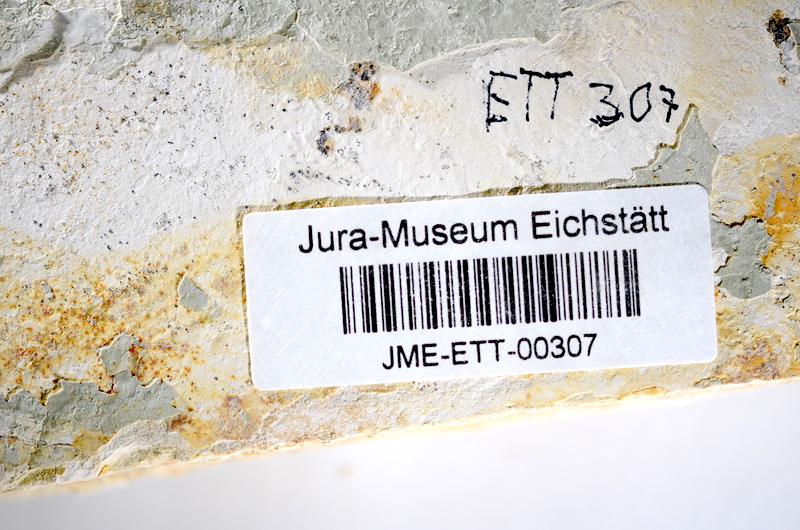 ETT 307
Jura-Museum Eichstätt
JME-ETT-00307